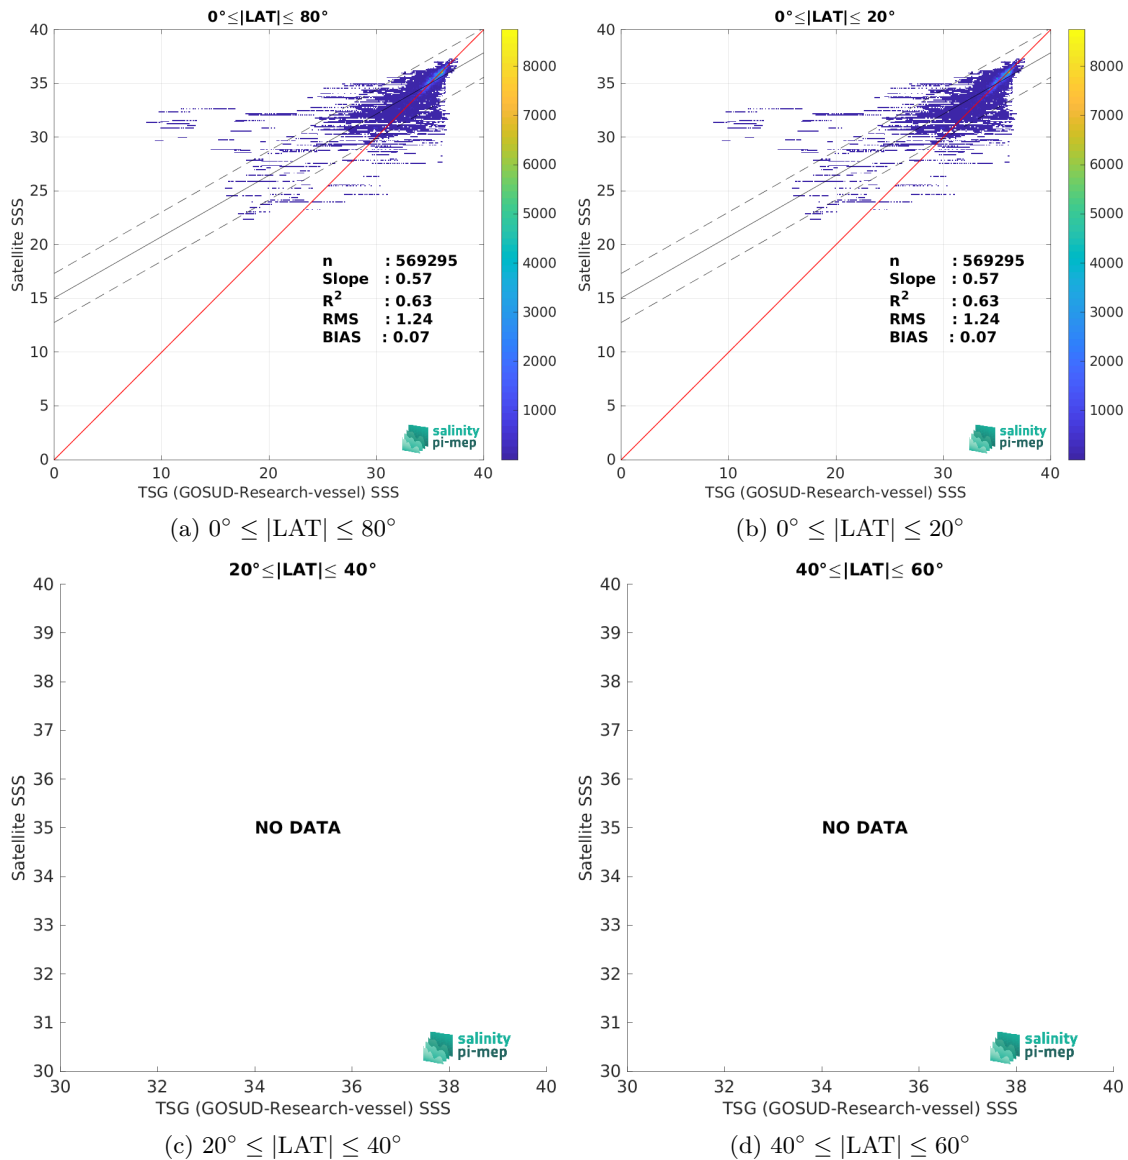 0°≤|LAT|≤ 80°
40
35
30
25
20
15
10
5
0
Satellite SSS
n : 569295
Slope : 0.57
R² : 0.63
RMS : 1.24
BIAS : 0.07
salinity
pi-mep
0 10 20 30 40
TSG (GOSUD-Research-vessel) SSS
8000
7000
6000
5000
4000
3000
2000
1000
(a) 0° ≤ |LAT| ≤ 80°
0°≤|LAT|≤ 20°
40
35
30
25
20
15
10
5
0
Satellite SSS
n : 569295
Slope : 0.57
R² : 0.63
RMS : 1.24
BIAS : 0.07
salinity
pi-mep
0 10 20 30 40
TSG (GOSUD-Research-vessel) SSS
8000
7000
6000
5000
4000
3000
2000
1000
(b) 0° ≤ |LAT| ≤ 20°
20°≤|LAT|≤ 40°
40
39
38
37
36
35
34
33
32
31
30
Satellite SSS
NO DATA
salinity
pi-mep
30 32 34 36 38 40
TSG (GOSUD-Research-vessel) SSS
(c) 20° ≤ |LAT| ≤ 40°
40°≤|LAT|≤ 60°
40
39
38
37
36
35
34
33
32
31
30
Satellite SSS
NO DATA
salinity
pi-mep
30 32 34 36 38 40
TSG (GOSUD-Research-vessel) SSS
(d) 40° ≤ |LAT| ≤ 60°